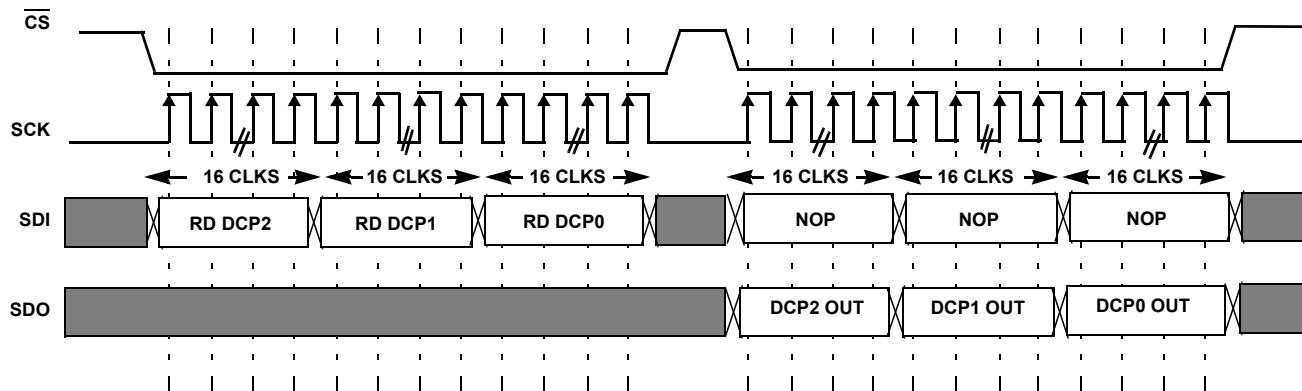 CS
SCK
16 CLKS 16 CLKS 16 CLKS 16 CLKS 16 CLKS 16 CLKS
SDI RD DCP2 RD DCP1 RD DCP0 NOP NOP NOP
SDO DCP2 OUT DCP1 OUT DCP0 OUT